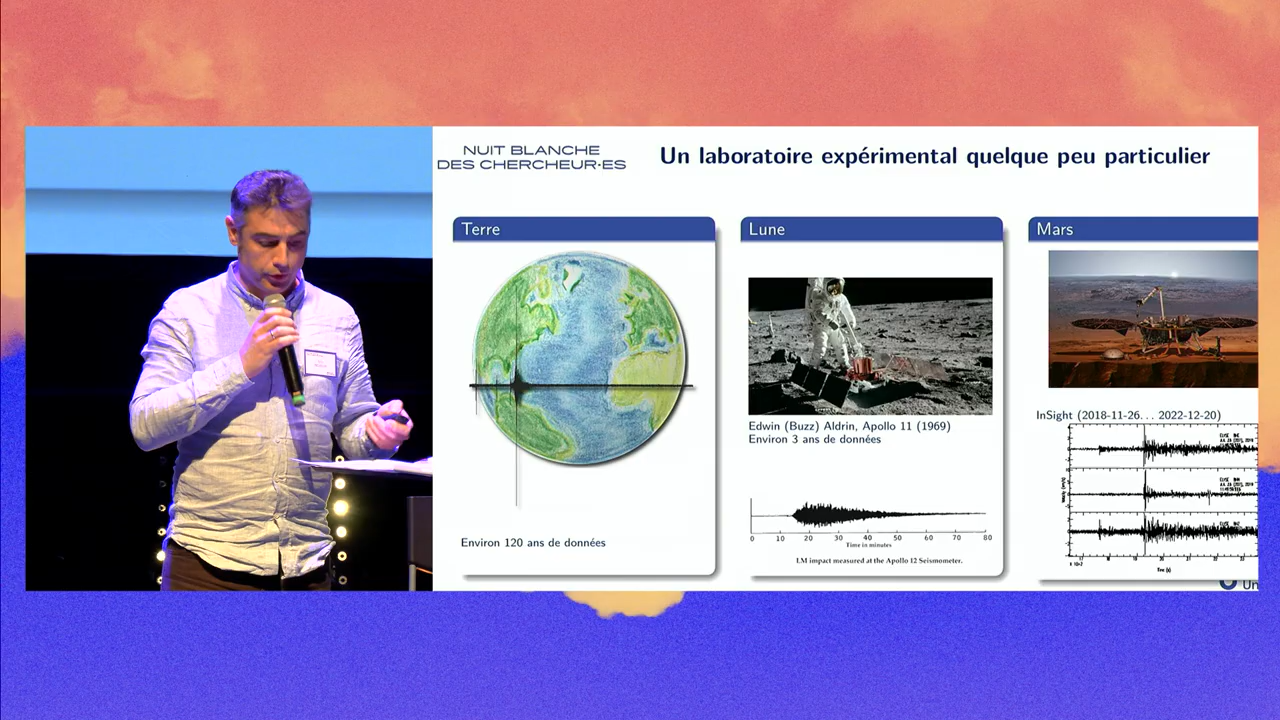 NUIT BLANCHE
DES CHERCHEUR·ES
Un laboratoire expérimental quelque peu particulier
Terre
Environ 120 ans de données
Lune
Edwin (Buzz) Aldrin, Apollo 11 (1969)
Environ 3 ans de données
0 10 20 30 40 50 60 70 80
Time in minutes
LM impact measured at the Apollo 12 Seismometer.
Mars
InSight (2018-11-26... 2022-12-20)
Un